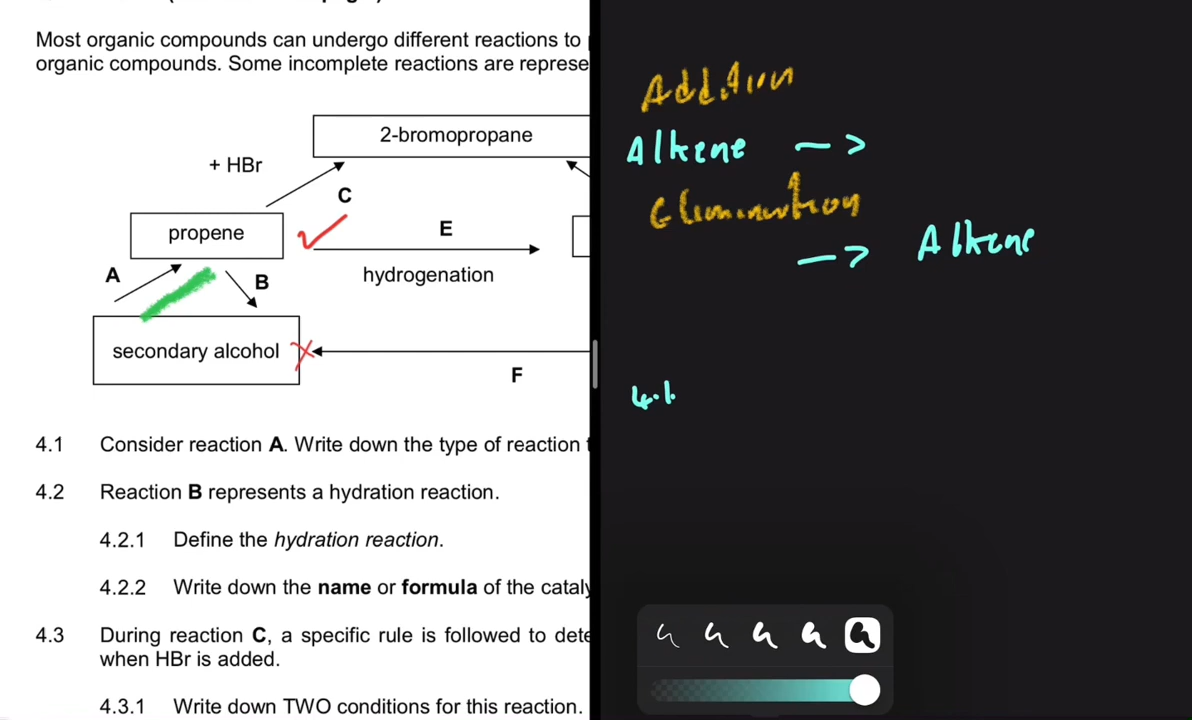 Most organic compounds can undergo different reactions to
organic compounds. Some incomplete reactions are represe
2-bromopropane
+ HBr
C
propene
E
hydrogenation
A
B
secondary alcohol
F
4.1 Consider reaction A. Write down the type of reaction
4.2 Reaction B represents a hydration reaction.
4.2.1 Define the hydration reaction.
4.2.2 Write down the name or formula of the cataly
4.3 During reaction C, a specific rule is followed to dete
when HBr is added.
4.3.1 Write down TWO conditions for this reaction.
Addition
Alkene →
Elimination
→ Alkene
4.1